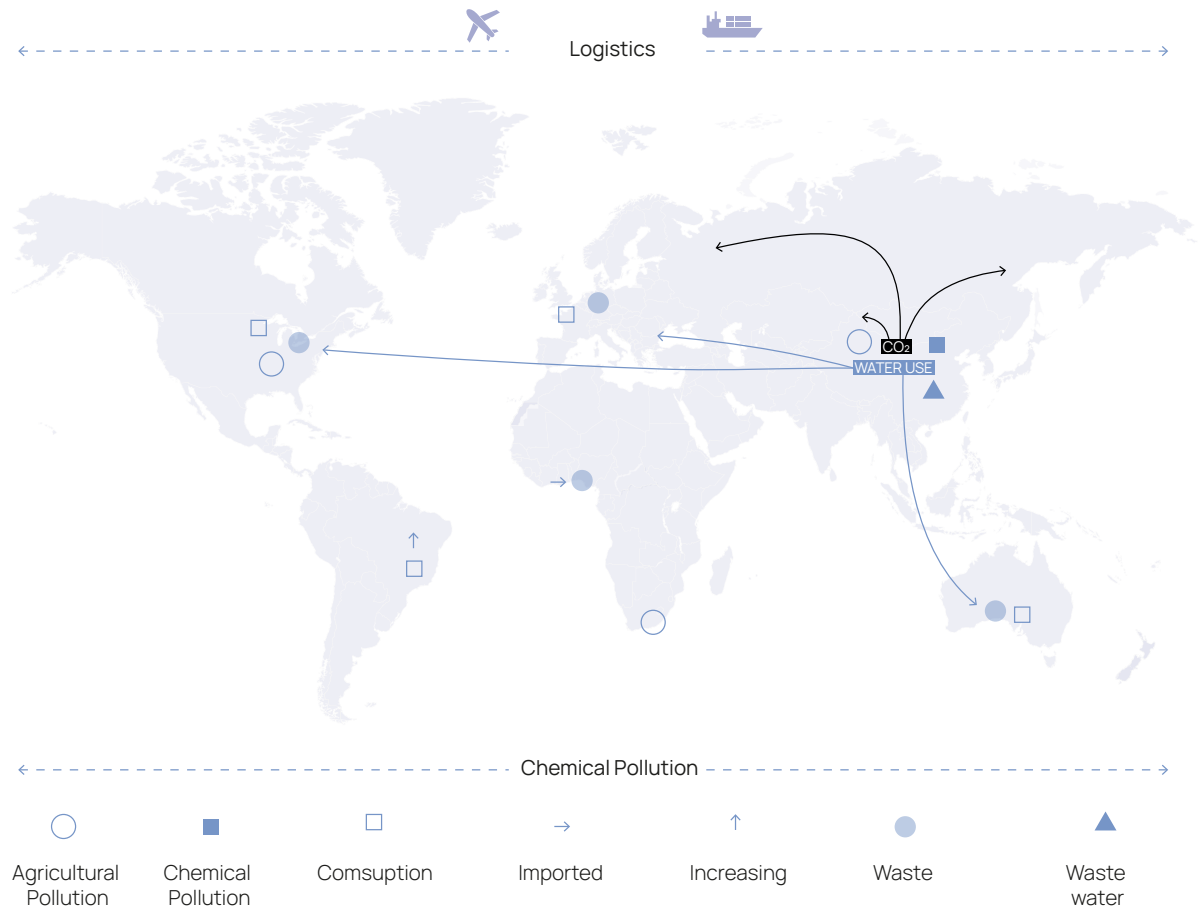 Logistics
CO₂
WATER USE
Chemical Pollution
Agricultural
Pollution
Chemical
Pollution
Comsuption
Imported
Increasing
Waste
Waste
water